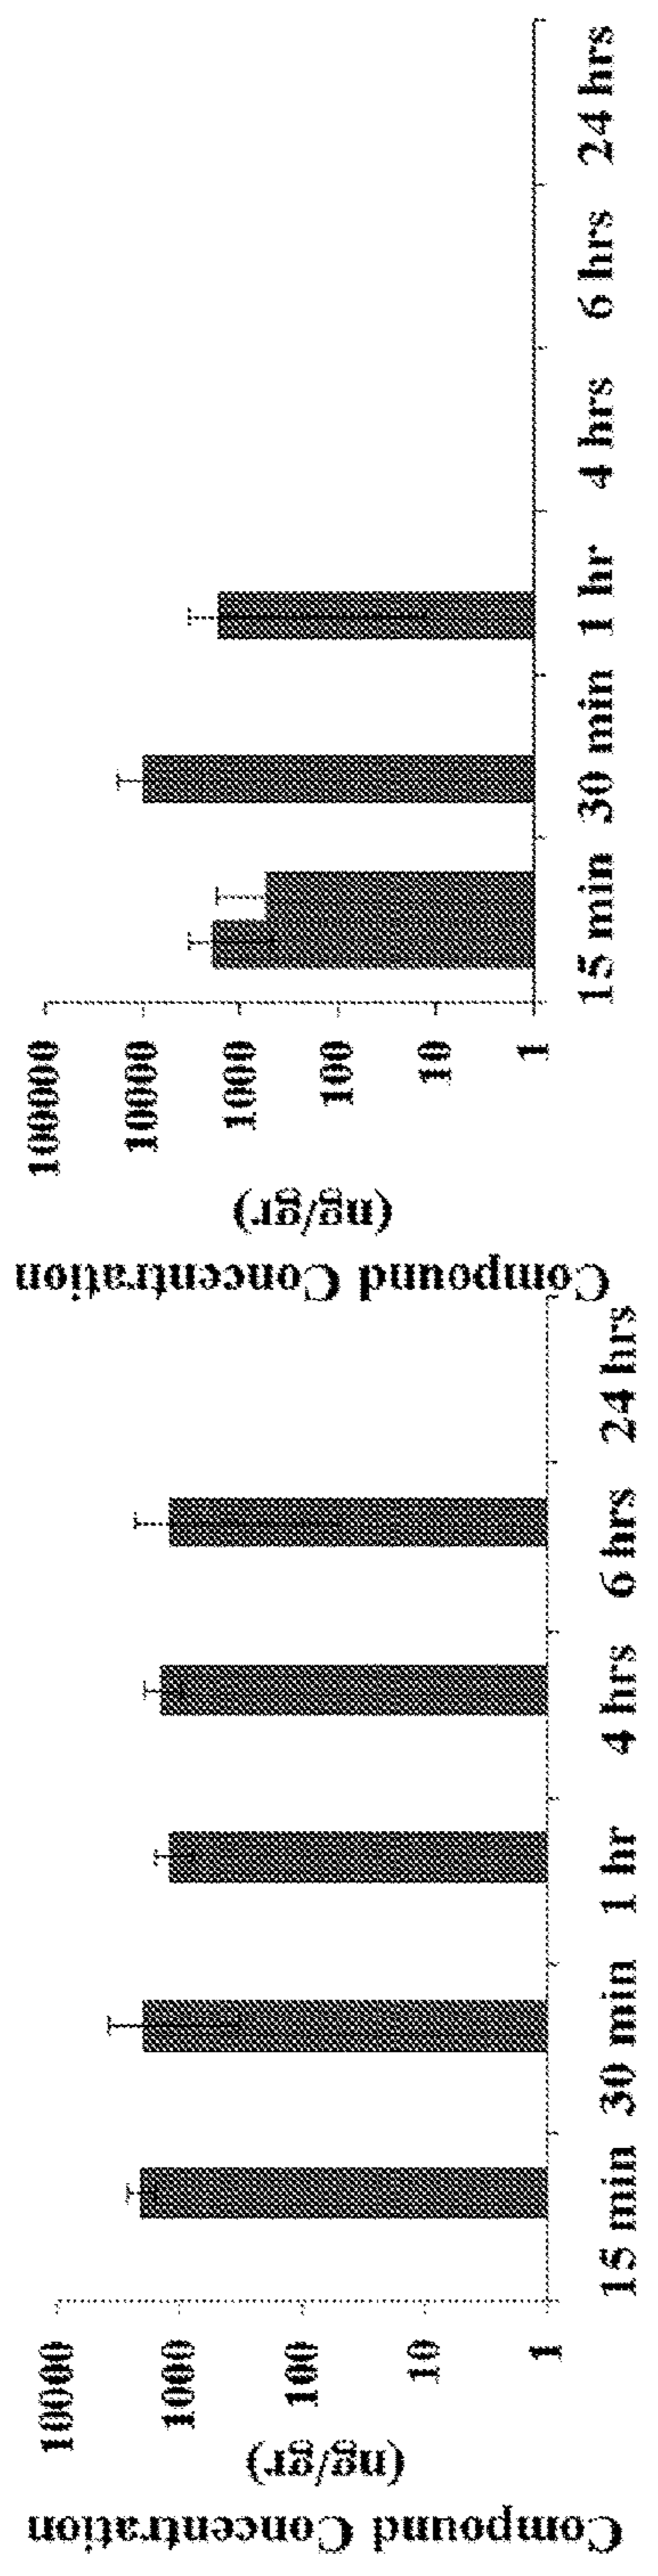 Compound Concentration
(ng/gr)
10000
1000
100
10
1
15 min 30 min 1 hr 4 hrs 6 hrs 24 hrs
Compound Concentration
(ng/gr)
100000
10000
1000
100
10
1
15 min 30 min 1 hr 4 hrs 6 hrs 24 hrs